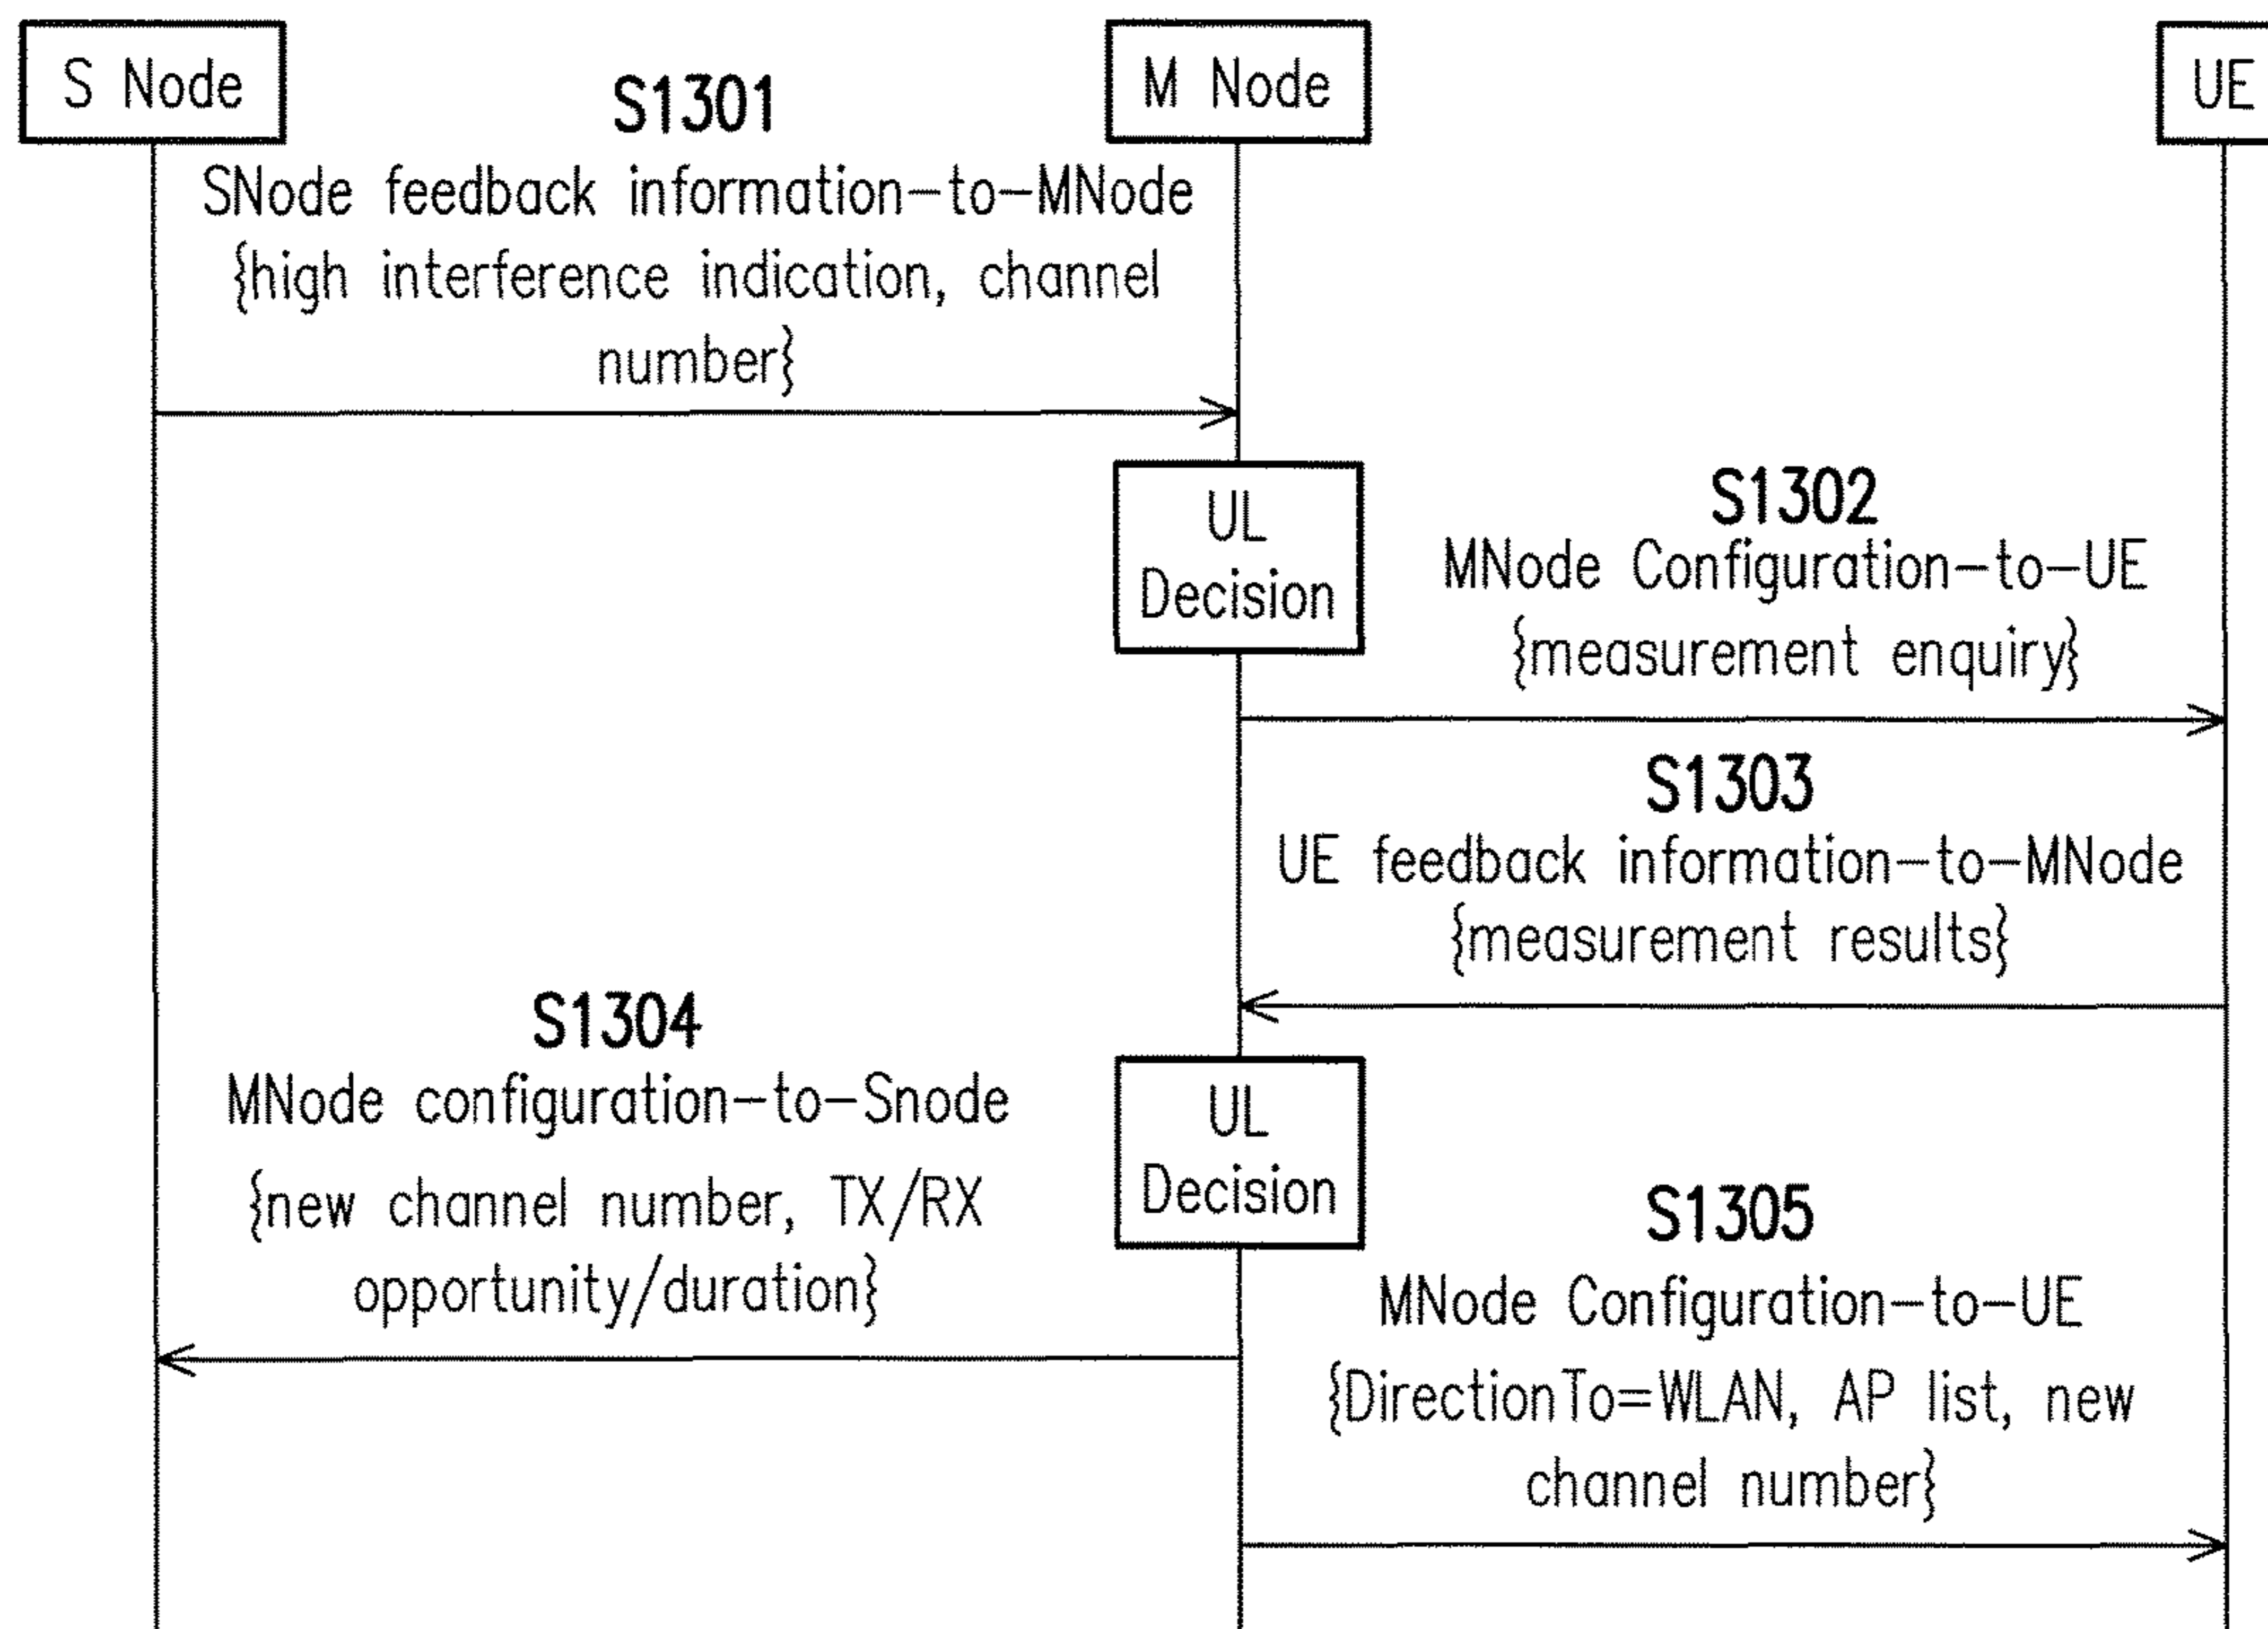 S Node
M Node
UE
S1301
SNode feedback information-to-MNode
{high interference indication, channel
number}
UL
Decision
S1302
MNode Configuration-to-UE
{measurement enquiry}
S1303
UE feedback information-to-MNode
{measurement results}
S1304
MNode configuration-to-Snode
{new channel number, TX/RX
opportunity/duration}
UL
Decision
S1305
MNode Configuration-to-UE
{DirectionTo=WLAN, AP list, new
channel number}